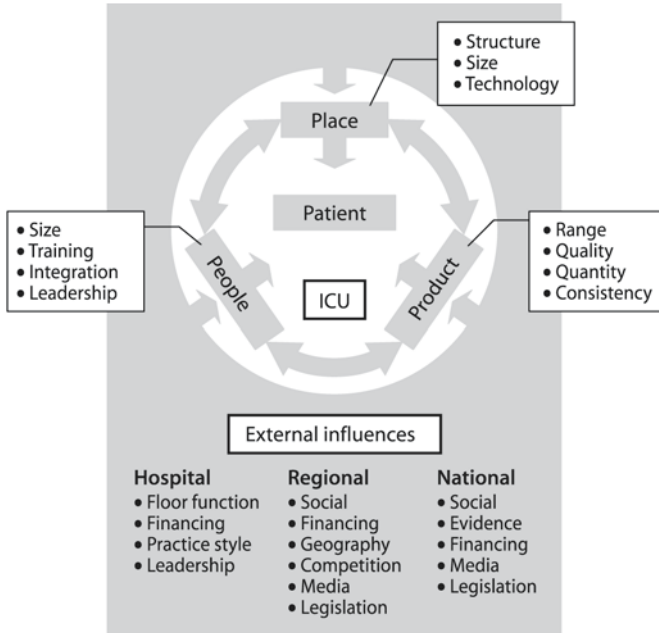 • Structure
• Size
• Technology
Place
Patient
• Size
• Training
• Integration
• Leadership
People
ICU
Product
• Range
• Quality
• Quantity
• Consistency
External influences
Hospital
• Floor function
• Financing
• Practice style
• Leadership
Regional
• Social
• Financing
• Geography
• Competition
• Media
• Legislation
National
• Social
• Evidence
• Financing
• Media
• Legislation